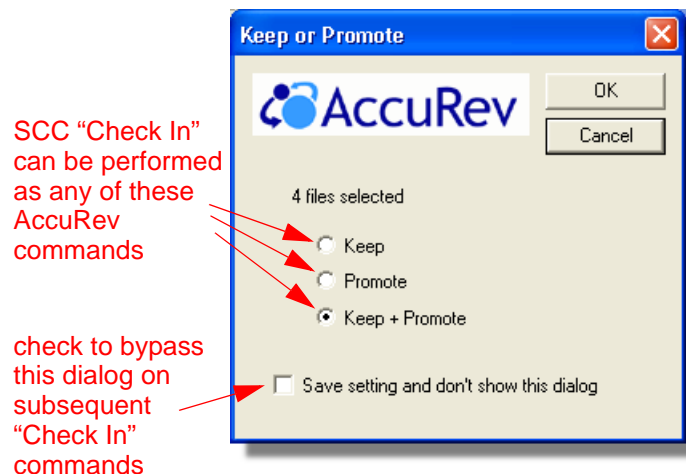 Keep or Promote
AccuRev
OK
Cancel
SCC “Check In”
can be performed
as any of these
AccuRev
commands
4 files selected
Keep
Promote
Keep + Promote
check to bypass
this dialog on
subsequent
“Check In”
commands
Save setting and don't show this dialog